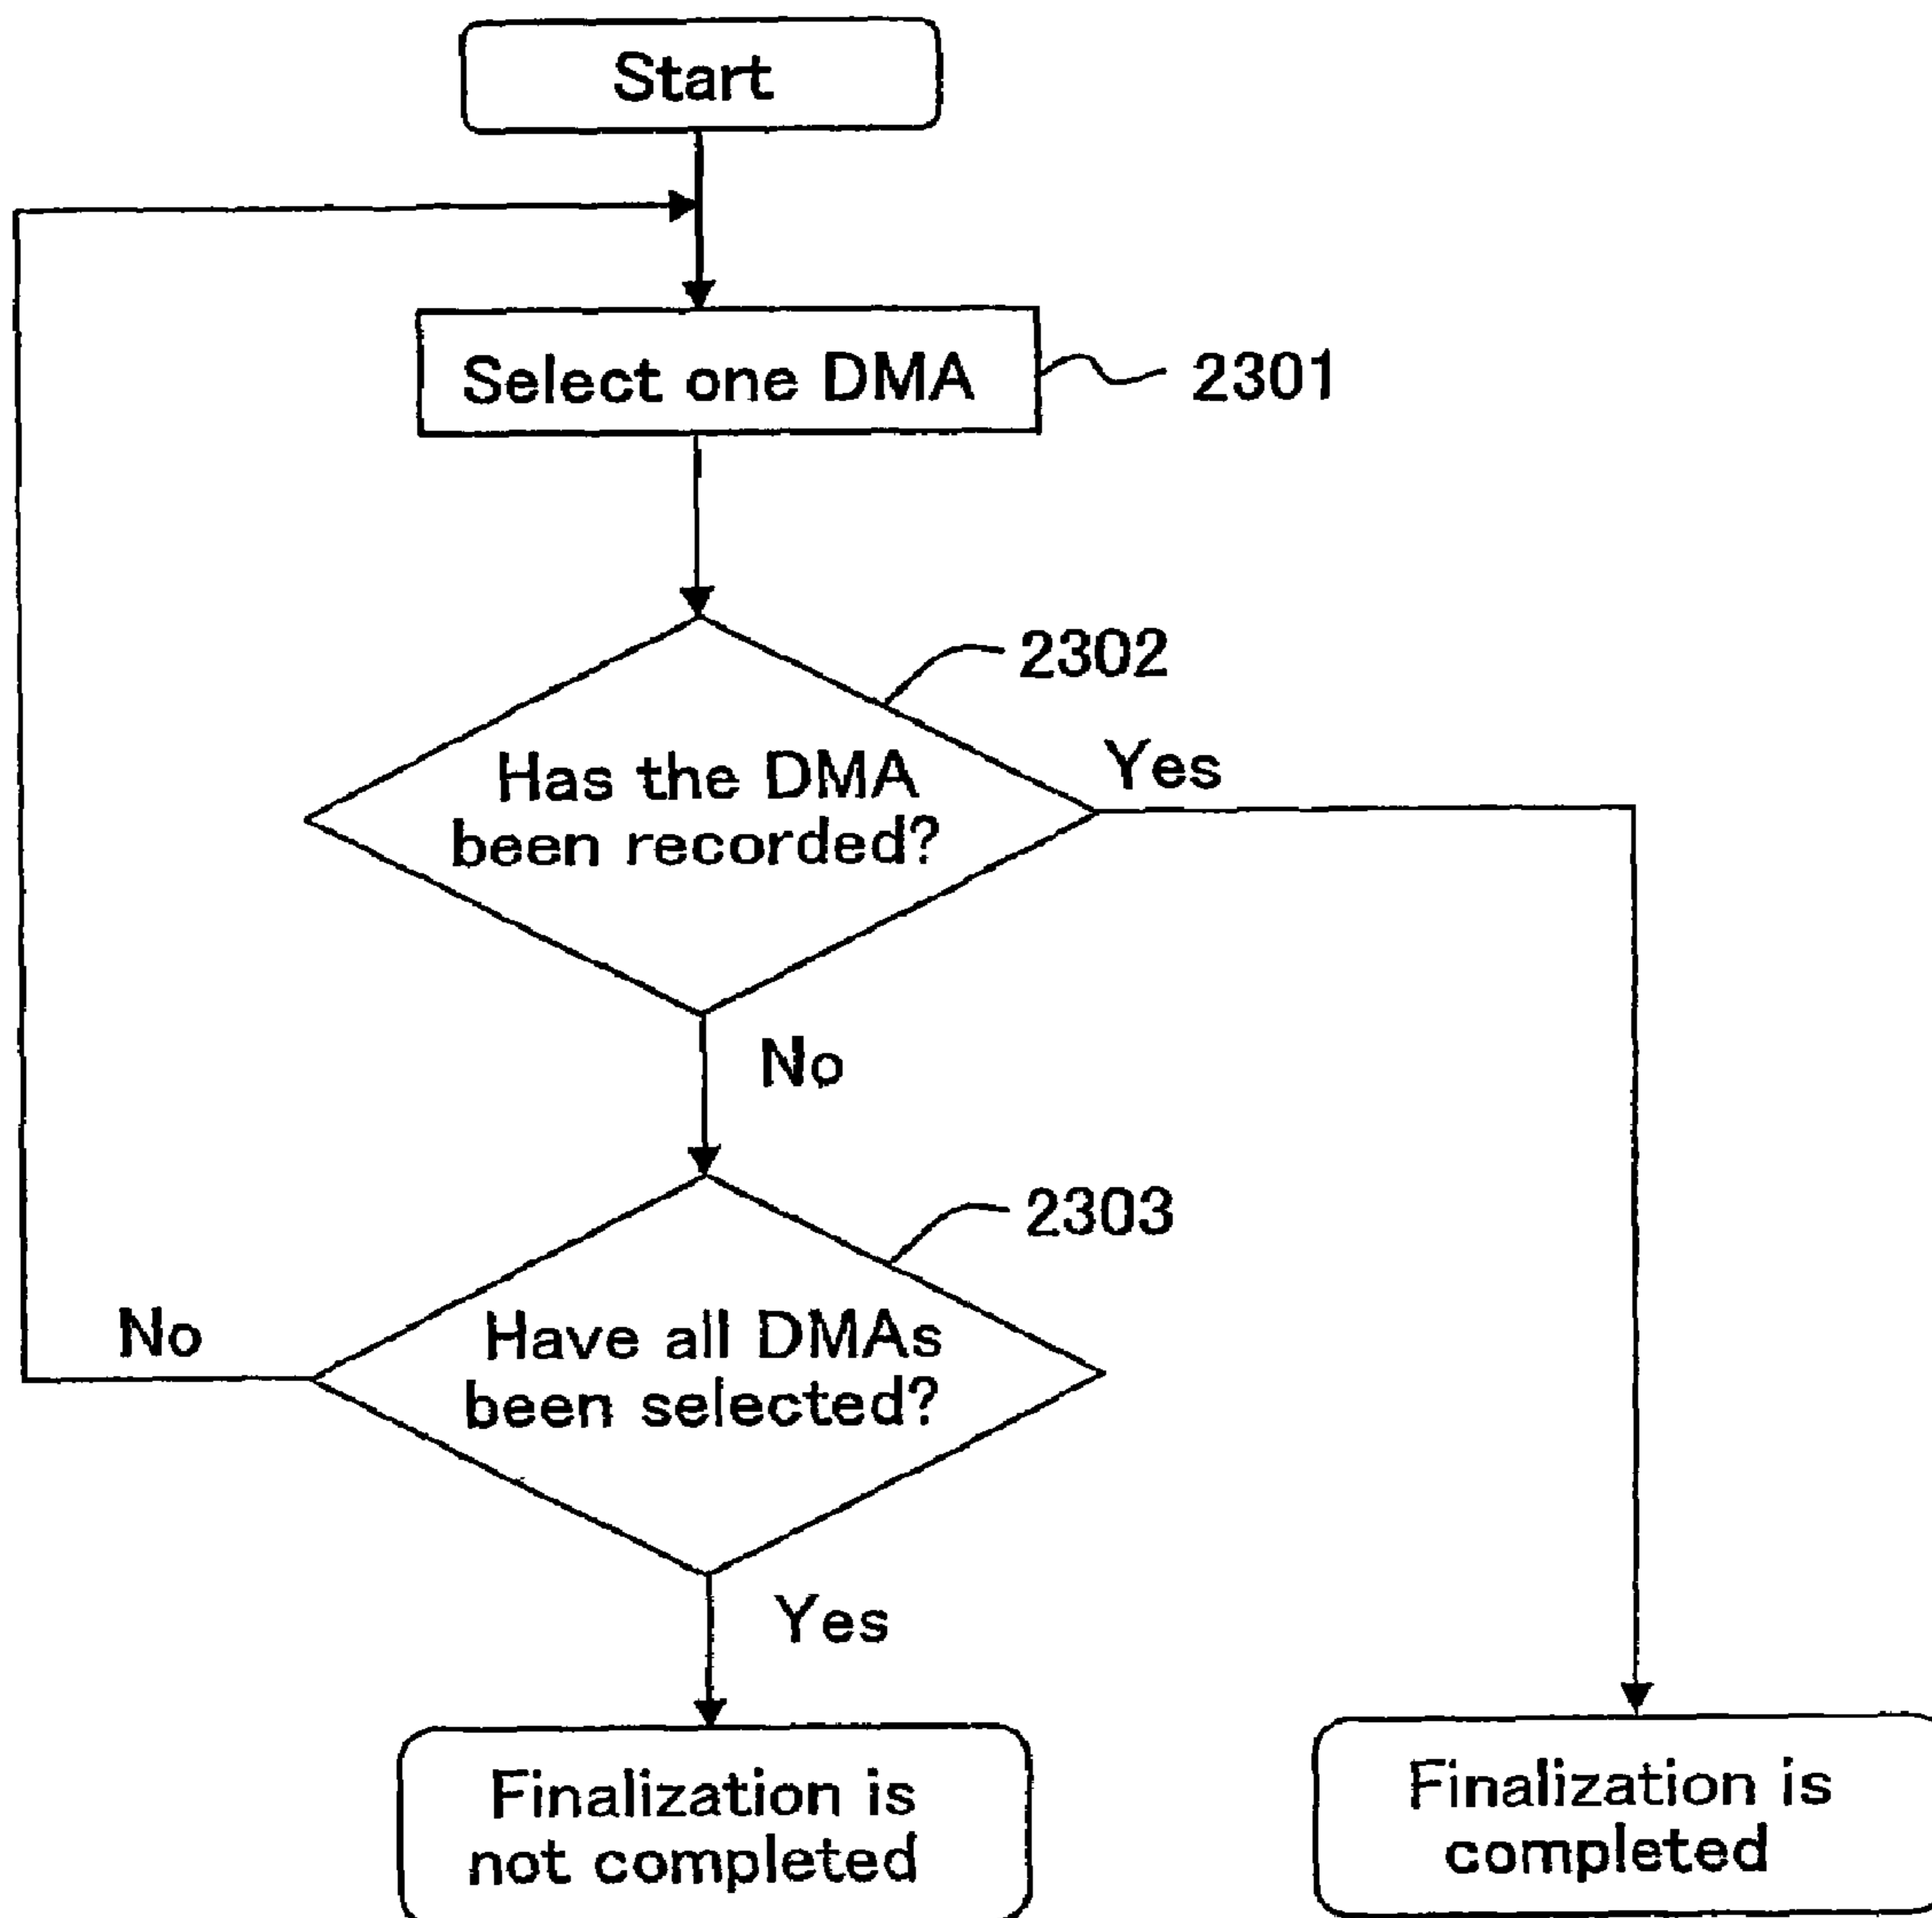 Start
Select one DMA
2301
2302
Has the DMA
been recorded?
Yes
No
2303
Have all DMAs
been selected?
No
Yes
Finalization is
not completed
Finalization is
completed